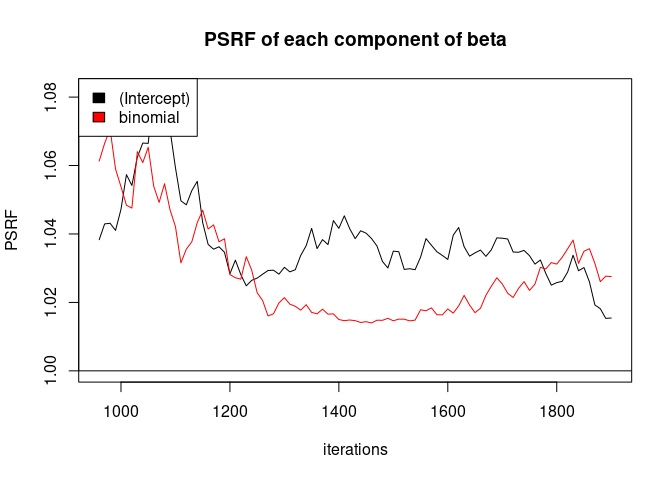 PSRF of each component of beta
(Intercept)
binomial
PSRF
1.08
1.06
1.04
1.02
1.00
1000 1200 1400 1600 1800
iterations